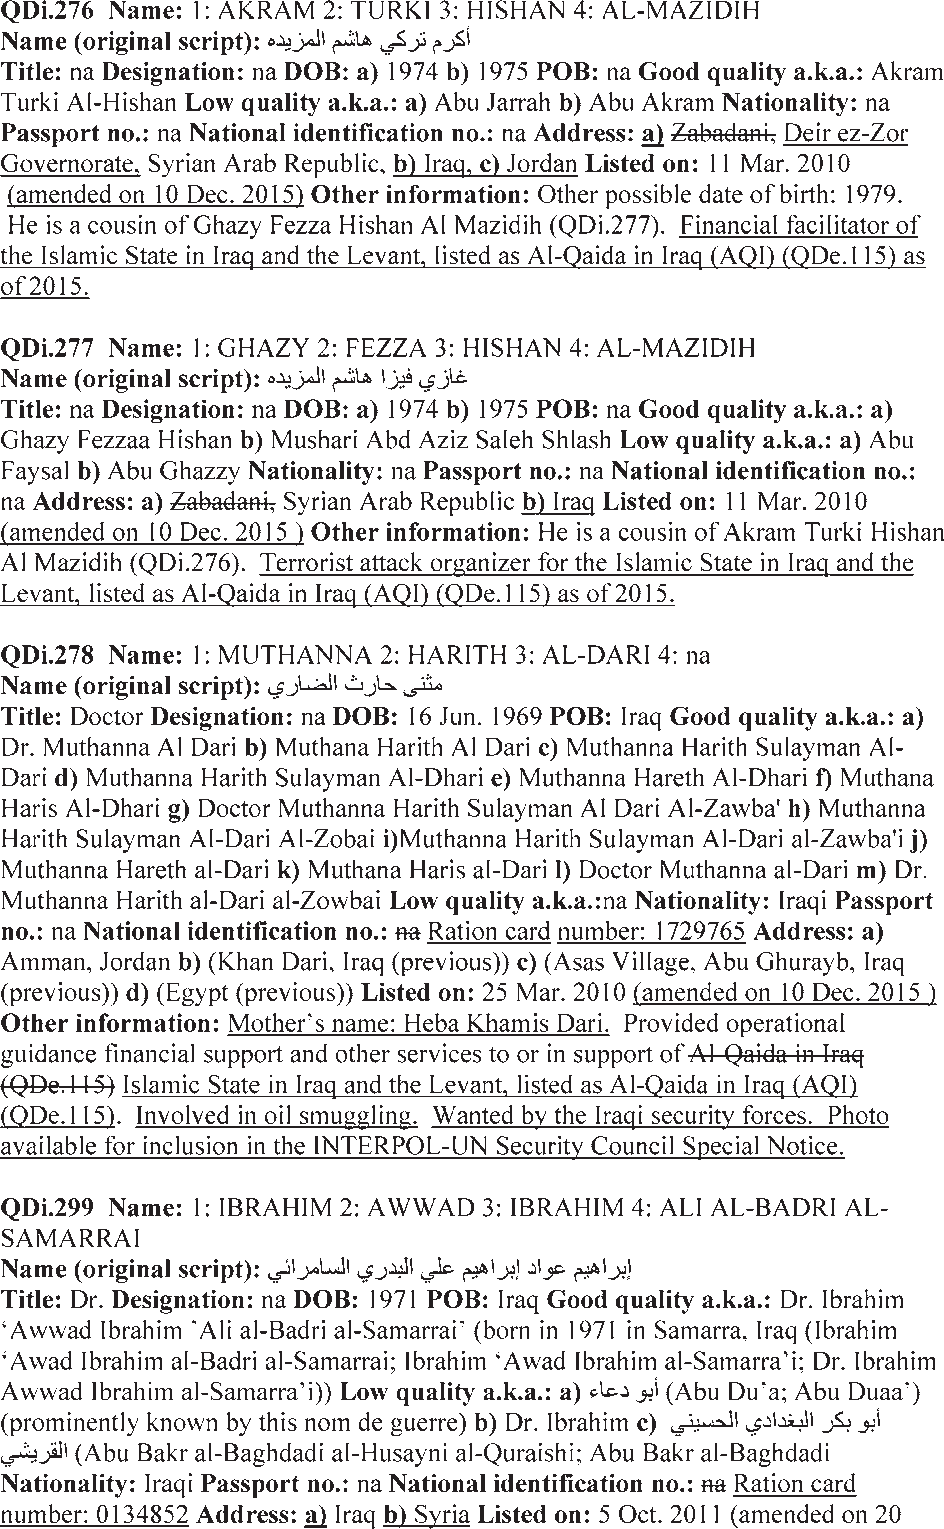 QDi.276 Name: 1: AKRAM 2: TURKI 3: HISHAN 4: AL-MAZIDIH
Name (original script): أكرم تركي هاشم المزيده
Title: na Designation: na DOB: a) 1974 b) 1975 POB: na Good quality a.k.a.: Akram
Turki Al-Hishan Low quality a.k.a.: a) Abu Jarrah b) Abu Akram Nationality: na
Passport no.: na National identification no.: na Address: a) Zabadani, Deir ez-Zor
Governorate, Syrian Arab Republic, b) Iraq, c) Jordan Listed on: 11 Mar. 2010
(amended on 10 Dec. 2015) Other information: Other possible date of birth: 1979.
He is a cousin of Ghazy Fezza Hishan Al Mazidih (QDi.277). Financial facilitator of
the Islamic State in Iraq and the Levant, listed as Al-Qaida in Iraq (AQI) (QDe.115) as
of 2015.
QDi.277 Name: 1: GHAZY 2: FEZZA 3: HISHAN 4: AL-MAZIDIH
Name (original script): غازي فيزا هاشم المزيده
Title: na Designation: na DOB: a) 1974 b) 1975 POB: na Good quality a.k.a.: a)
Ghazy Fezzaa Hishan b) Mushari Abd Aziz Saleh Shlash Low quality a.k.a.: a) Abu
Faysal b) Abu Ghazzy Nationality: na Passport no.: na National identification no.:
na Address: a) Zabadani, Syrian Arab Republic b) Iraq Listed on: 11 Mar. 2010
(amended on 10 Dec. 2015 ) Other information: He is a cousin of Akram Turki Hishan
Al Mazidih (QDi.276). Terrorist attack organizer for the Islamic State in Iraq and the
Levant, listed as Al-Qaida in Iraq (AQI) (QDe.115) as of 2015.
QDi.278 Name: 1: MUTHANNA 2: HARITH 3: AL-DARI 4: na
Name (original script): مثنى حارث الضاري
Title: Doctor Designation: na DOB: 16 Jun. 1969 POB: Iraq Good quality a.k.a.: a)
Dr. Muthanna Al Dari b) Muthana Harith Al Dari c) Muthanna Harith Sulayman Al-
Dari d) Muthanna Harith Sulayman Al-Dhari e) Muthanna Hareth Al-Dhari f) Muthana
Haris Al-Dhari g) Doctor Muthanna Harith Sulayman Al Dari Al-Zawba' h) Muthanna
Harith Sulayman Al-Dari Al-Zobai i)Muthanna Harith Sulayman Al-Dari al-Zawba'i j)
Muthanna Hareth al-Dari k) Muthana Haris al-Dari l) Doctor Muthanna al-Dari m) Dr.
Muthanna Harith al-Dari al-Zowbai Low quality a.k.a.:na Nationality: Iraqi Passport
no.: na National identification no.: na Ration card number: 1729765 Address: a)
Amman, Jordan b) (Khan Dari, Iraq (previous)) c) (Asas Village, Abu Ghurayb, Iraq
(previous)) d) (Egypt (previous)) Listed on: 25 Mar. 2010 (amended on 10 Dec. 2015 )
Other information: Mother's name: Heba Khamis Dari. Provided operational
guidance financial support and other services to or in support of Al-Qaida in Iraq
(QDe.115) Islamic State in Iraq and the Levant, listed as Al-Qaida in Iraq (AQI)
(QDe.115). Involved in oil smuggling. Wanted by the Iraqi security forces. Photo
available for inclusion in the INTERPOL-UN Security Council Special Notice.
QDi.299 Name: 1: IBRAHIM 2: AWWAD 3: IBRAHIM 4: ALI AL-BADRI AL-
SAMARRAI
Name (original script): إبراهيم عواد إبراهيم علي البدري السامرائي
Title: Dr. Designation: na DOB: 1971 POB: Iraq Good quality a.k.a.: Dr. Ibrahim
‘Awwad Ibrahim ‘Ali al-Badri al-Samarrai’ (born in 1971 in Samarra, Iraq (Ibrahim
‘Awad Ibrahim al-Badri al-Samarrai; Ibrahim ‘Awad Ibrahim al-Samarra’i; Dr. Ibrahim
Awwad Ibrahim al-Samarra’i)) Low quality a.k.a.: a) أبو دعاء (Abu Du’a; Abu Duaa’)
(prominently known by this nom de guerre) b) Dr. Ibrahim c) أبو بكر البغدادي الحسيني
القريشي (Abu Bakr al-Baghdadi al-Husayni al-Quraishi; Abu Bakr al-Baghdadi
Nationality: Iraqi Passport no.: na National identification no.: na Ration card
number: 0134852 Address: a) Iraq b) Syria Listed on: 5 Oct. 2011 (amended on 20